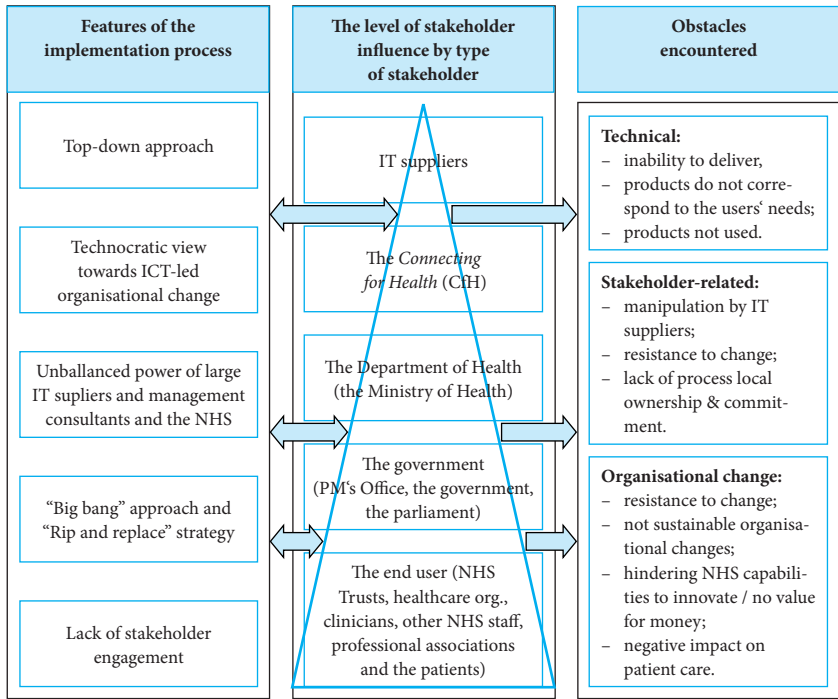 Features of the
implementation process
Top-down approach
Technocratic view
towards ICT-led
organisational change
Unballanced power of large
IT supliers and management
consultants and the NHS
“Big bang” approach and
“Rip and replace” strategy
Lack of stakeholder
engagement
The level of stakeholder
influence by type
of stakeholder
IT suppliers
The Connecting
for Health (CfH)
The Department of Health
(the Ministry of Health)
The government
(PM‘s Office, the government,
the parliament)
The end user (NHS
Trusts, healthcare org.,
clinicians, other NHS staff,
professional associations
and the patients)
Obstacles
encountered
Technical:
– inability to deliver,
– products do not corre-
spond to the users‘ needs;
– products not used.
Stakeholder-related:
– manipulation by IT
suppliers;
– resistance to change;
– lack of process local
ownership & commit-
ment.
Organisational change:
– resistance to change;
– not sustainable organisa-
tional changes;
– hindering NHS capabili-
ties to innovate / no value
for money;
– negative impact on
patient care.